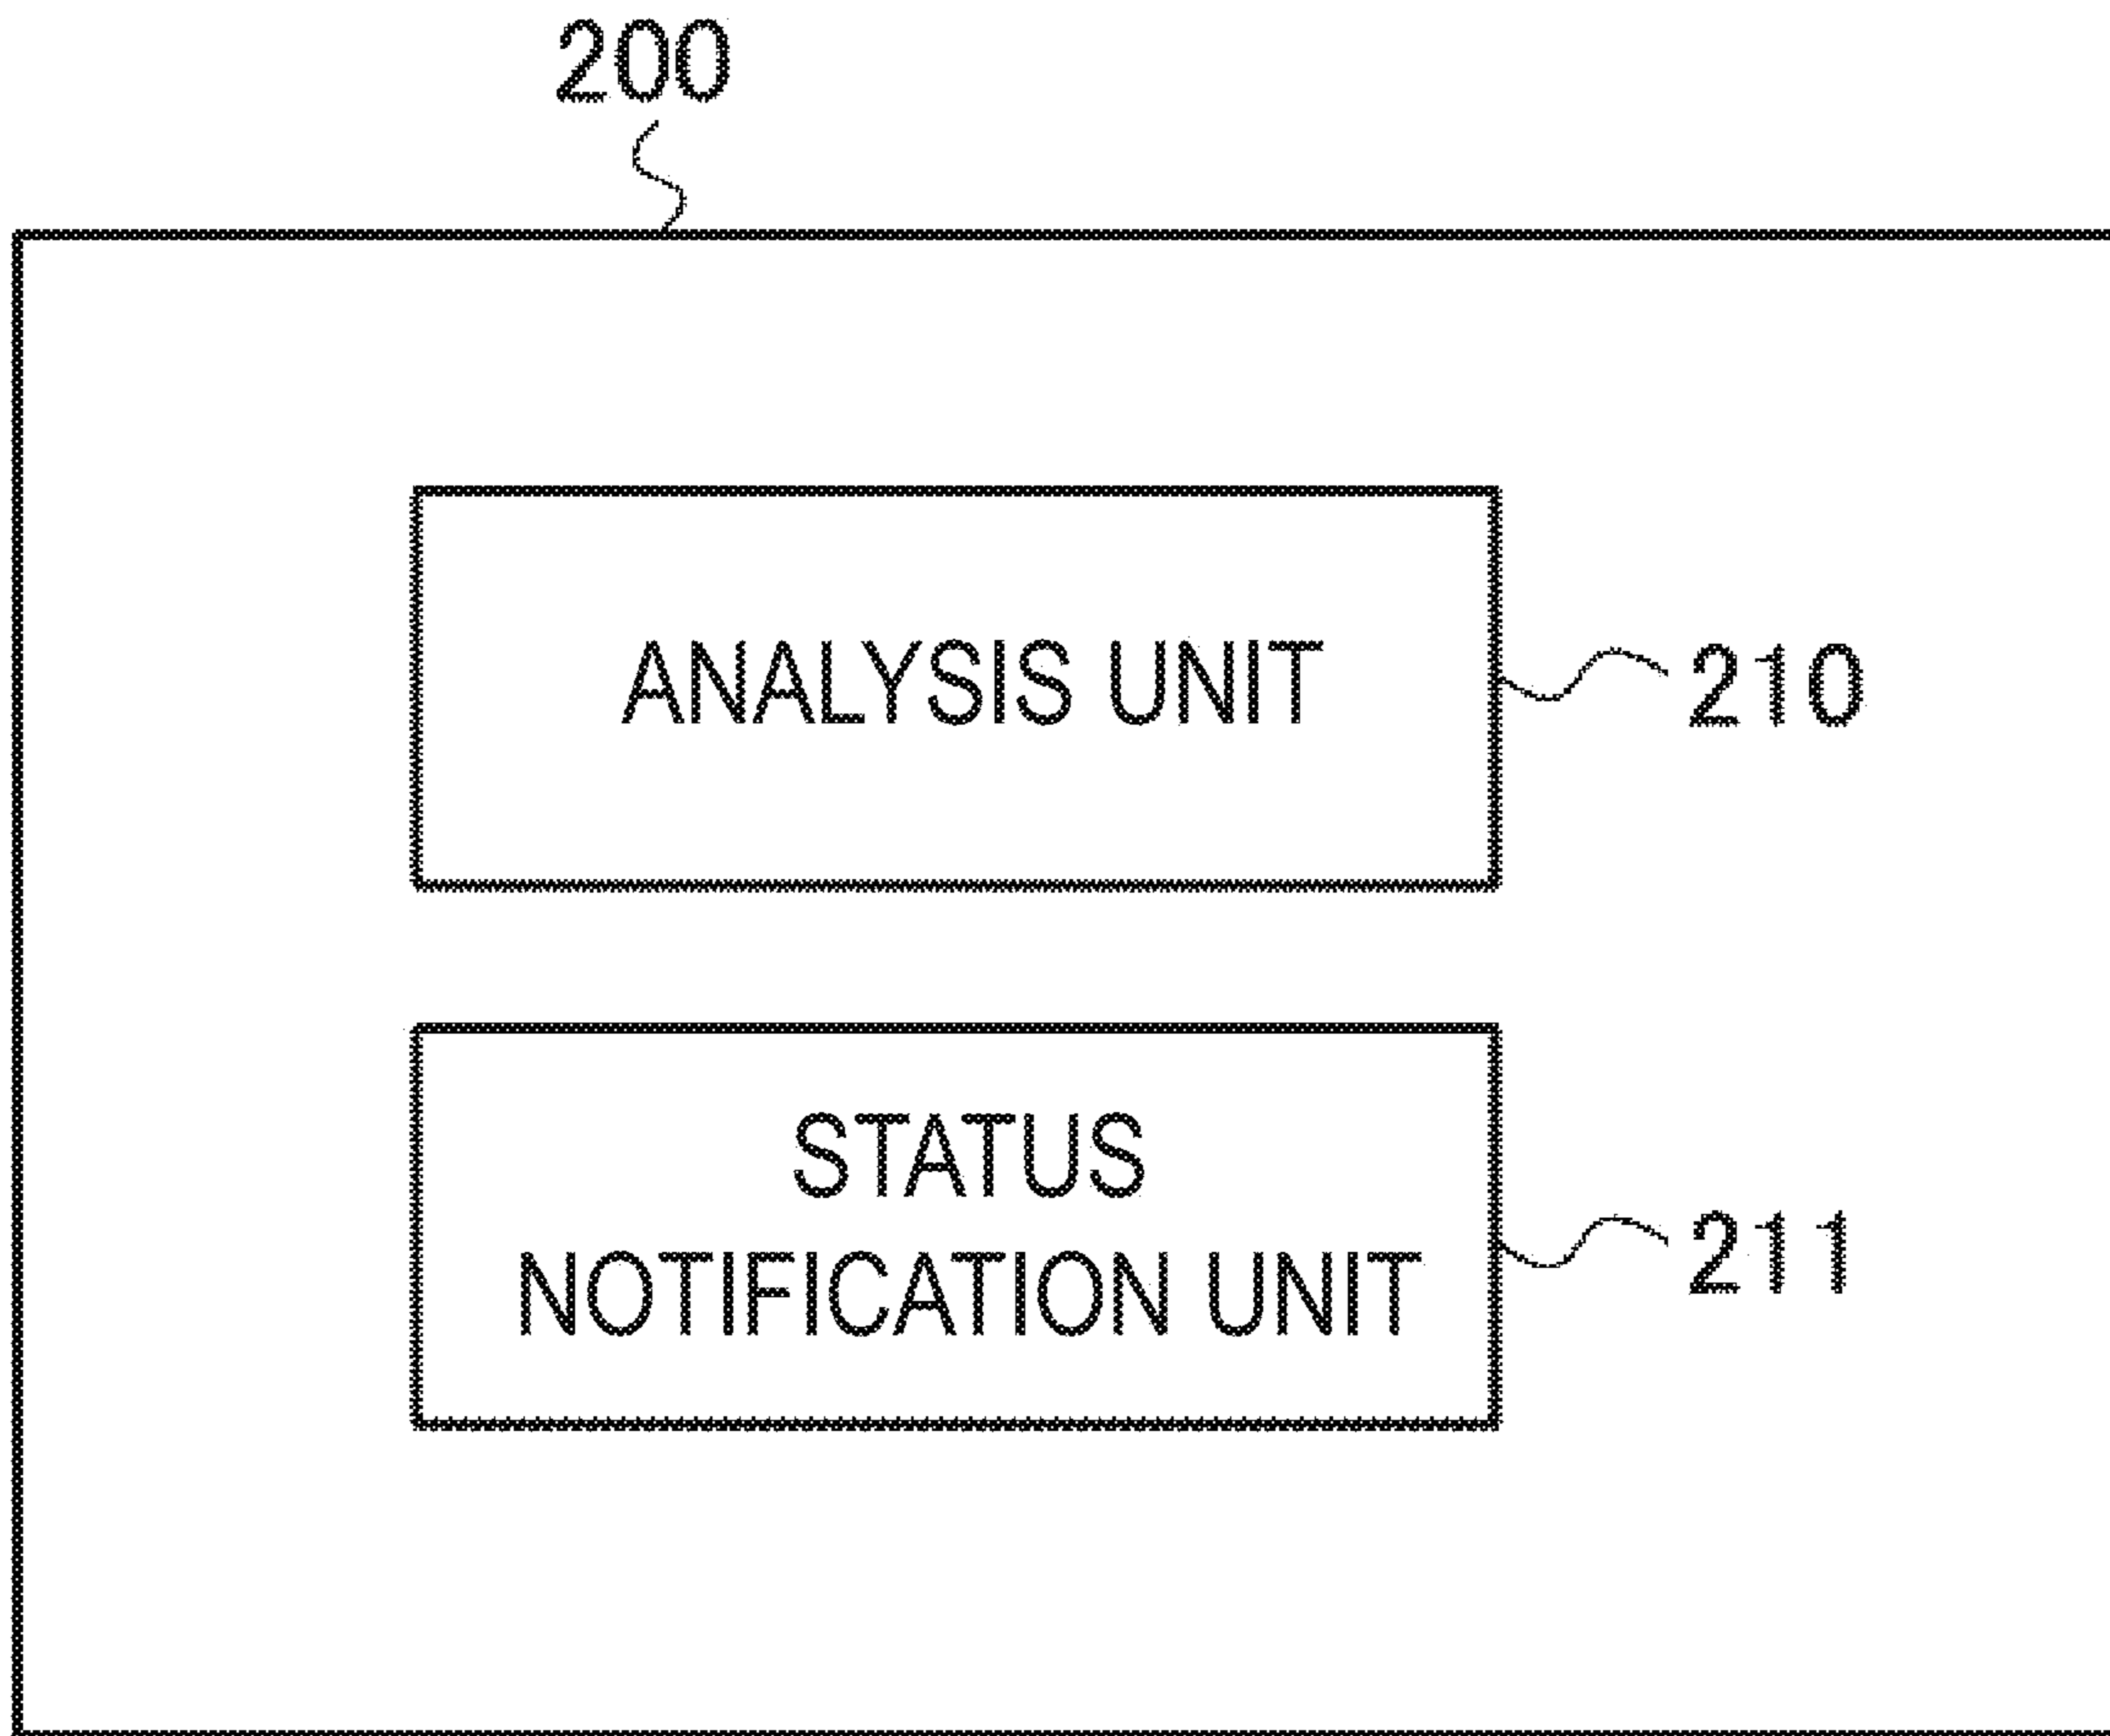 200
ANALYSIS UNIT
210
STATUS
NOTIFICATION UNIT
211